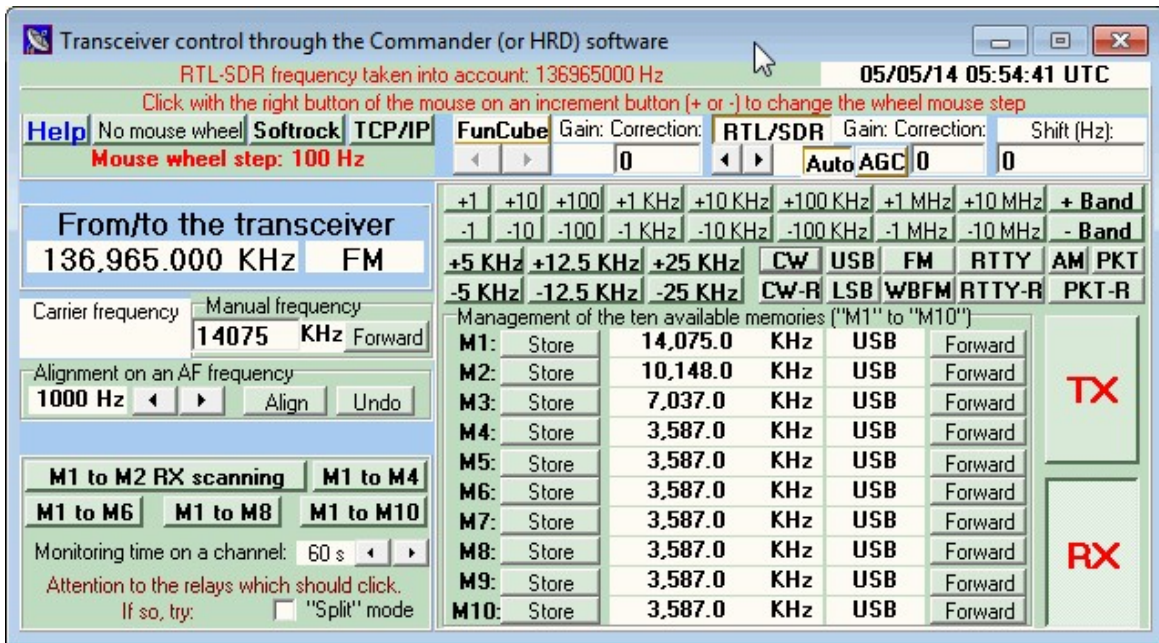 Transceiver control through the Commander (or HRD) software
RTL-SDR frequency taken into account: 136965000 Hz
05/05/14 05:54:41 UTC
Click with the right button of the mouse on an increment button (+ or -) to change the wheel mouse step
Help No mouse wheel Softrock TCP/IP
Mouse wheel step: 100 Hz
FunCube Gain: Correction: RTL/SDR Gain: Correction: Shift (Hz):
0 Auto AGC 0 0
From/to the transceiver
136,965.000 KHz FM
+1 +10 +100 +1 KHz +10 KHz +100 KHz +1 MHz +10 MHz + Band
-1 -10 -100 -1 KHz -10 KHz -100 KHz -1 MHz -10 MHz - Band
+5 KHz +12.5 KHz +25 KHz CW USB FM RTTY AM PKT
-5 KHz -12.5 KHz -25 KHz CW-R LSB WBFM RTTY-R PKT-R
Carrier frequency
Manual frequency
14075 KHz Forward
Alignment on an AF frequency
1000 Hz Align Undo
M1 to M2 RX scanning M1 to M4
M1 to M6 M1 to M8 M1 to M10
Monitoring time on a channel: 60 s
Attention to the relays which should click.
If so, try: "Split" mode
Management of the ten available memories ("M1" to "M10")
M1: Store 14,075.0 KHz USB Forward
M2: Store 10,148.0 KHz USB Forward
M3: Store 7,037.0 KHz USB Forward
M4: Store 3,587.0 KHz USB Forward
M5: Store 3,587.0 KHz USB Forward
M6: Store 3,587.0 KHz USB Forward
M7: Store 3,587.0 KHz USB Forward
M8: Store 3,587.0 KHz USB Forward
M9: Store 3,587.0 KHz USB Forward
M10: Store 3,587.0 KHz USB Forward
TX
RX